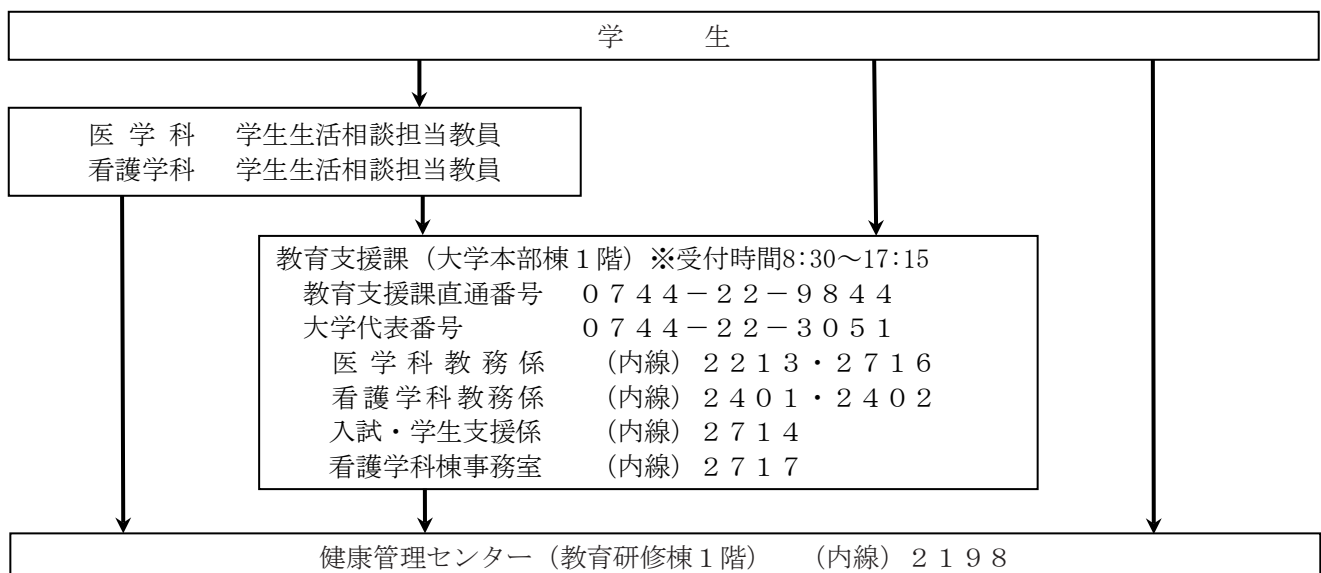 学　　　生
医 学 科　学生生活相談担当教員
看護学科　学生生活相談担当教員
教育支援課（大学本部棟１階）※受付時間8:30～17:15
教育支援課直通番号　０７４４－２２－９８４４
大学代表番号　０７４４－２２－３０５１
医 学 科 教 務 係　（内線）２２１３・２７１６
看護学科教務係　（内線）２４０１・２４０２
入試・学生支援係　（内線）２７１４
看護学科棟事務室　（内線）２７１７
健康管理センター（教育研修棟１階）　（内線）２１９８